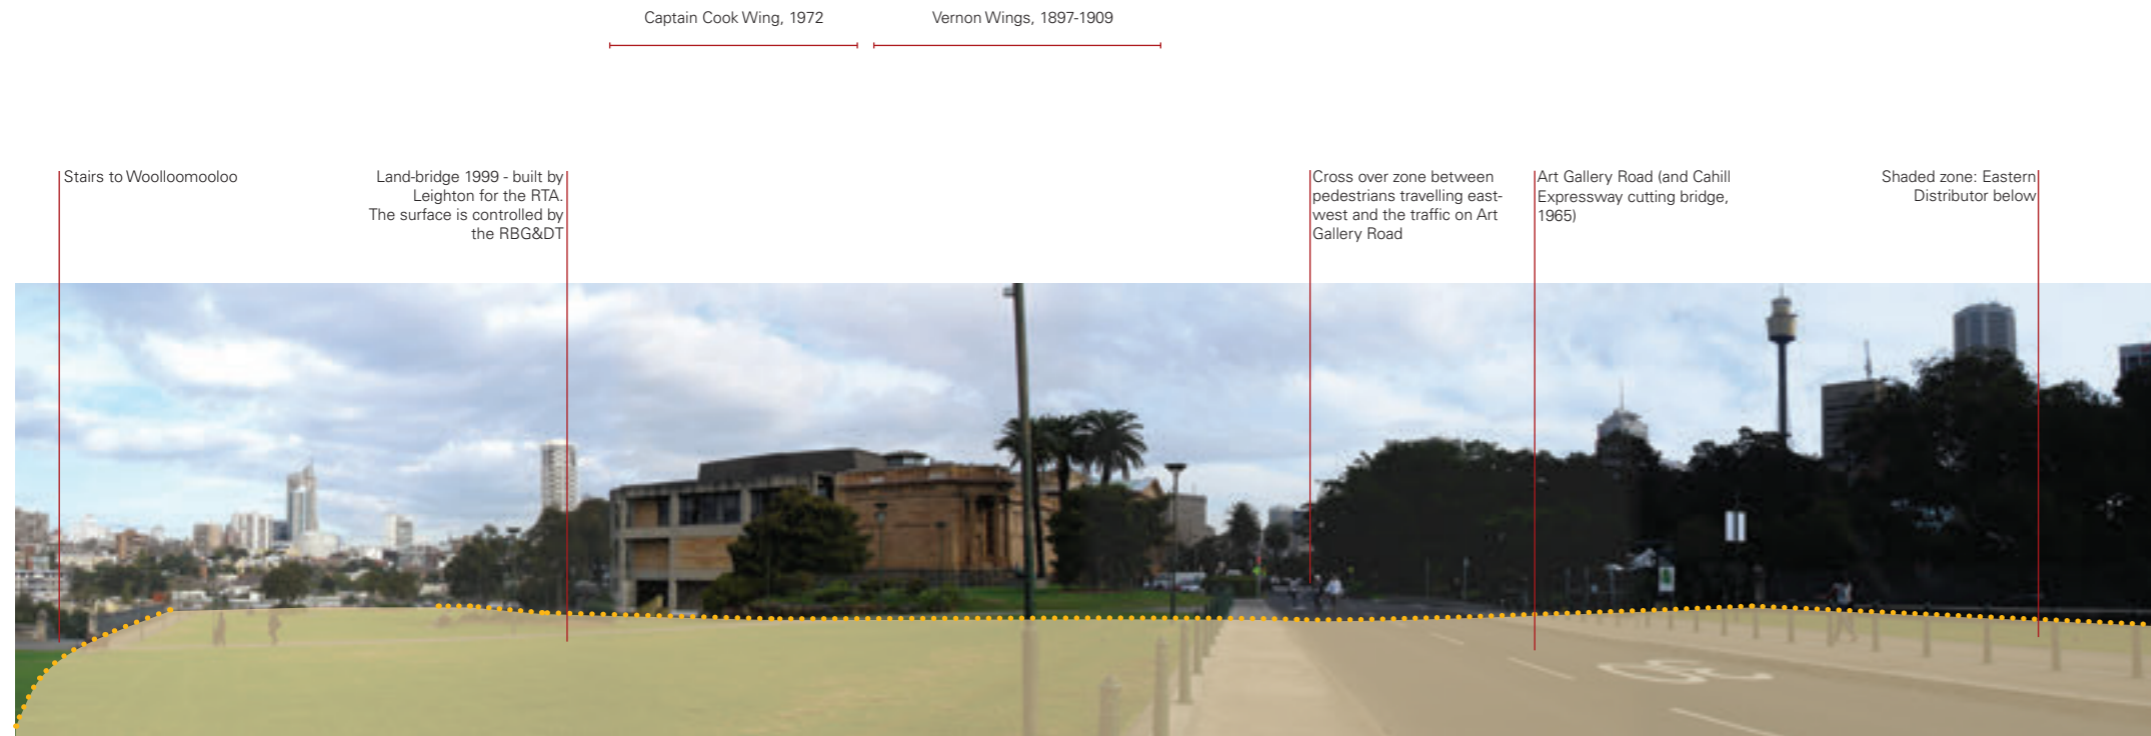 Captain Cook Wing, 1972
Vernon Wings, 1897-1909
Stairs to Woolloomooloo
Land-bridge 1999 - built by
Leighton for the RTA.
The surface is controlled by
the RBG&DT
Cross over zone between
pedestrians travelling east-
west and the traffic on Art
Gallery Road
Art Gallery Road (and Cahill
Expressway cutting bridge,
1965)
Shaded zone: Eastern
Distributor below